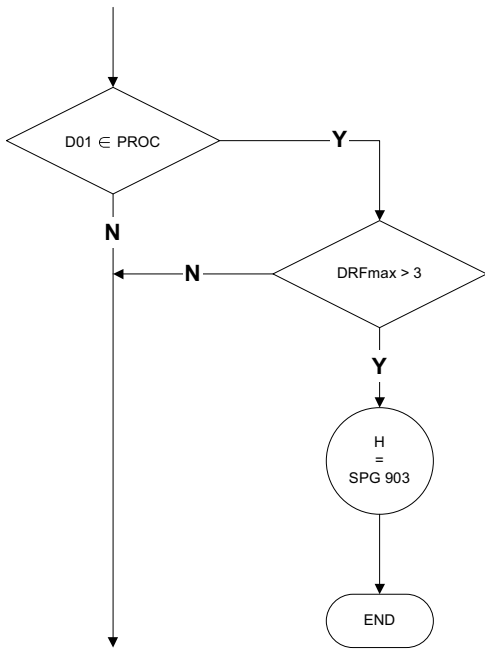 D01 ∈ PROC
Y
N
N
DRFmax > 3
Y
H
=
SPG 903
END